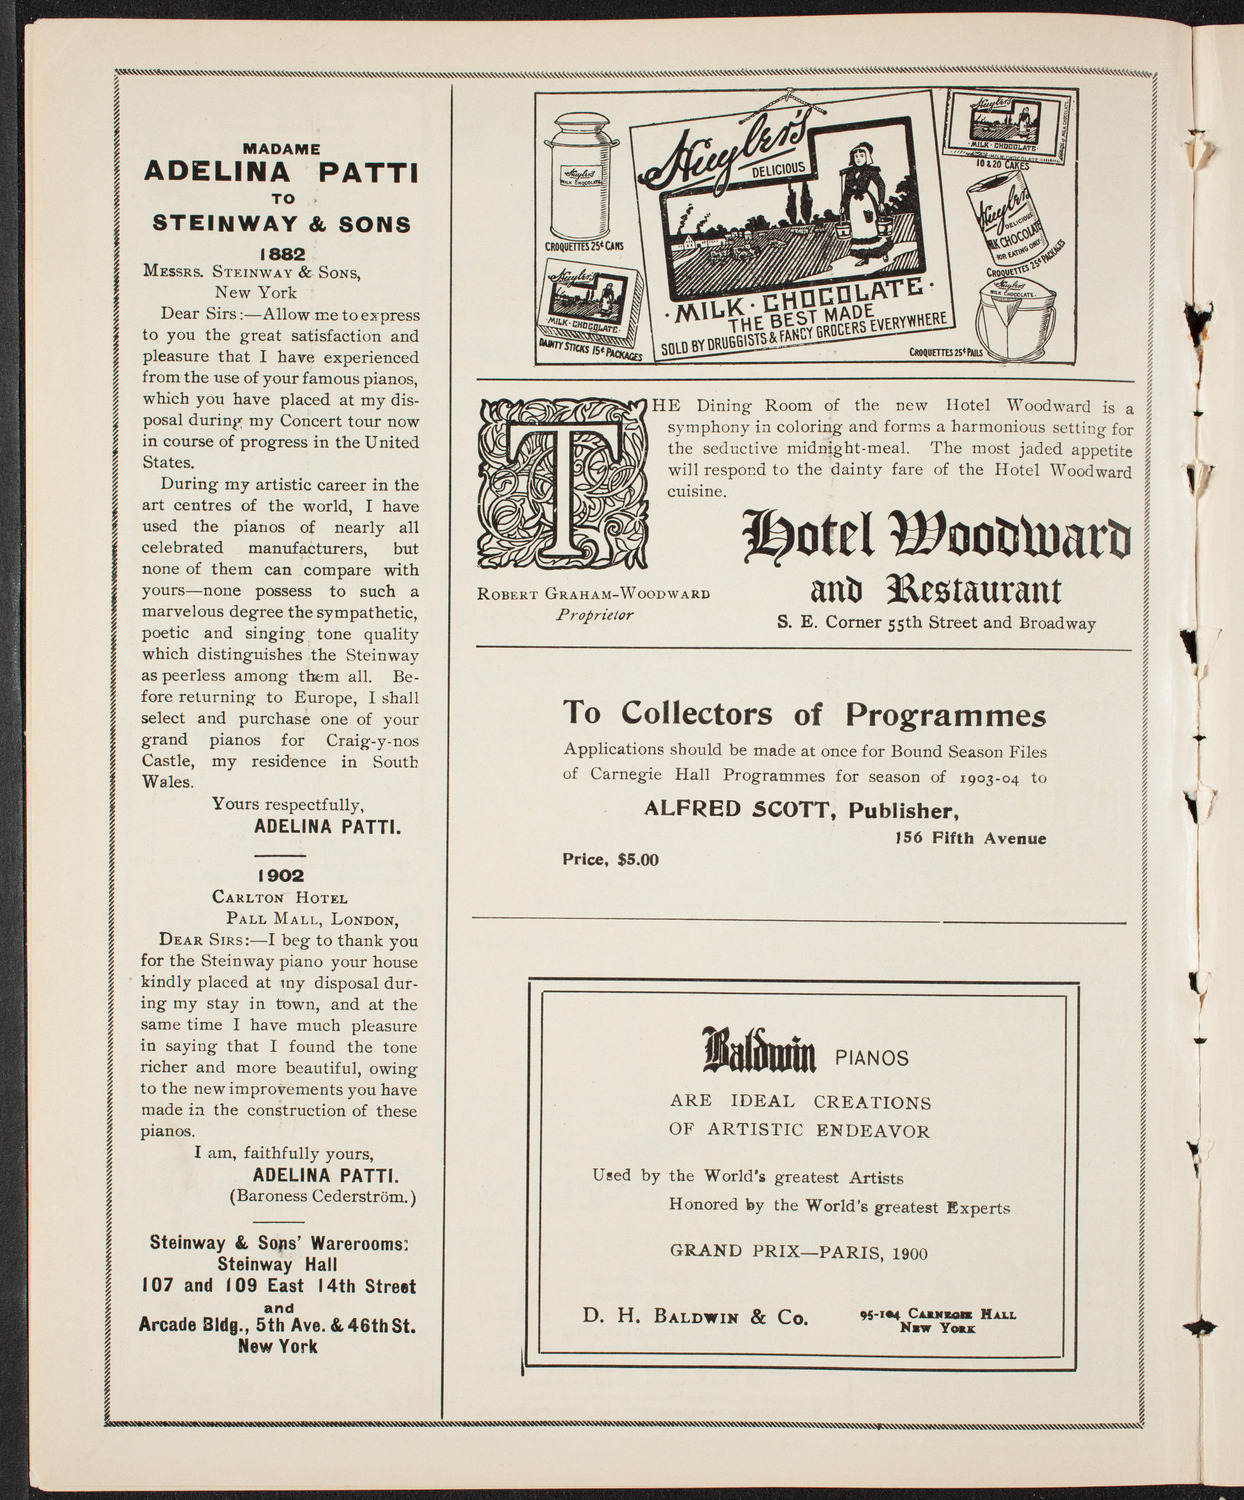 MADAME
ADELINA PATTI
TO
STEINWAY & SONS
1882
MESSRS. STEINWAY & SONS,
New York
Dear Sirs:—Allow me to express
to you the great satisfaction and
pleasure that I have experienced
from the use of your famous pianos,
which you have placed at my dis-
posal during my Concert tour now
in course of progress in the United
States.
During my artistic career in the
art centres of the world, I have
used the pianos of nearly all
celebrated manufacturers, but
none of them can compare with
yours—none possess to such a
marvelous degree the sympathetic,
poetic and singing tone quality
which distinguishes the Steinway
as peerless among them all. Be-
fore returning to Europe, I shall
select and purchase one of your
grand pianos for Craig-y-nos
Castle, my residence in South
Wales.
Yours respectfully,
ADELINA PATTI.
1902
CARLTON HOTEL
PALL MALL, LONDON,
DEAR SIRS:—I beg to thank you
for the Steinway piano your house
kindly placed at my disposal dur-
ing my stay in town, and at the
same time I have much pleasure
in saying that I found the tone
richer and more beautiful, owing
to the new improvements you have
made in the construction of these
pianos.
I am, faithfully yours,
ADELINA PATTI.
(Baroness Cederström.)
Steinway & Sons' Warerooms:
Steinway Hall
107 and 109 East 14th Street
and
Arcade Bldg., 5th Ave. & 46th St.
New York
Huyler's
MILK CHOCOLATE
CROQUETTES 25¢ CANS
Huyler's
MILK·CHOCOLATE
DAINTY STICKS 15¢ PACKAGES
Huyler's
DELICIOUS
·MILK·CHOCOLATE·
THE BEST MADE
SOLD BY DRUGGISTS & FANCY GROCERS EVERYWHERE
Huyler's
·MILK·CHOCOLATE·
10 & 20 CAKES
Huyler's
DELICIOUS
MILK CHOCOLATE
FOR EATING ONLY
CROQUETTES 25¢ PACKAGES
Huyler's
MILK CHOCOLATE
CROQUETTES 25¢ PAILS
THE Dining Room of the new Hotel Woodward is a
symphony in coloring and forms a harmonious setting for
the seductive midnight-meal. The most jaded appetite
will respond to the dainty fare of the Hotel Woodward
cuisine.
Hotel Woodward
and Restaurant
S. E. Corner 55th Street and Broadway
ROBERT GRAHAM-WOODWARD
Proprietor
To Collectors of Programmes
Applications should be made at once for Bound Season Files
of Carnegie Hall Programmes for season of 1903-04 to
ALFRED SCOTT, Publisher,
156 Fifth Avenue
Price, $5.00
Baldwin PIANOS
ARE IDEAL CREATIONS
OF ARTISTIC ENDEAVOR
Used by the World's greatest Artists
Honored by the World's greatest Experts
GRAND PRIX—PARIS, 1900
D. H. BALDWIN & CO.
95-104 CARNEGIE HALL
NEW YORK